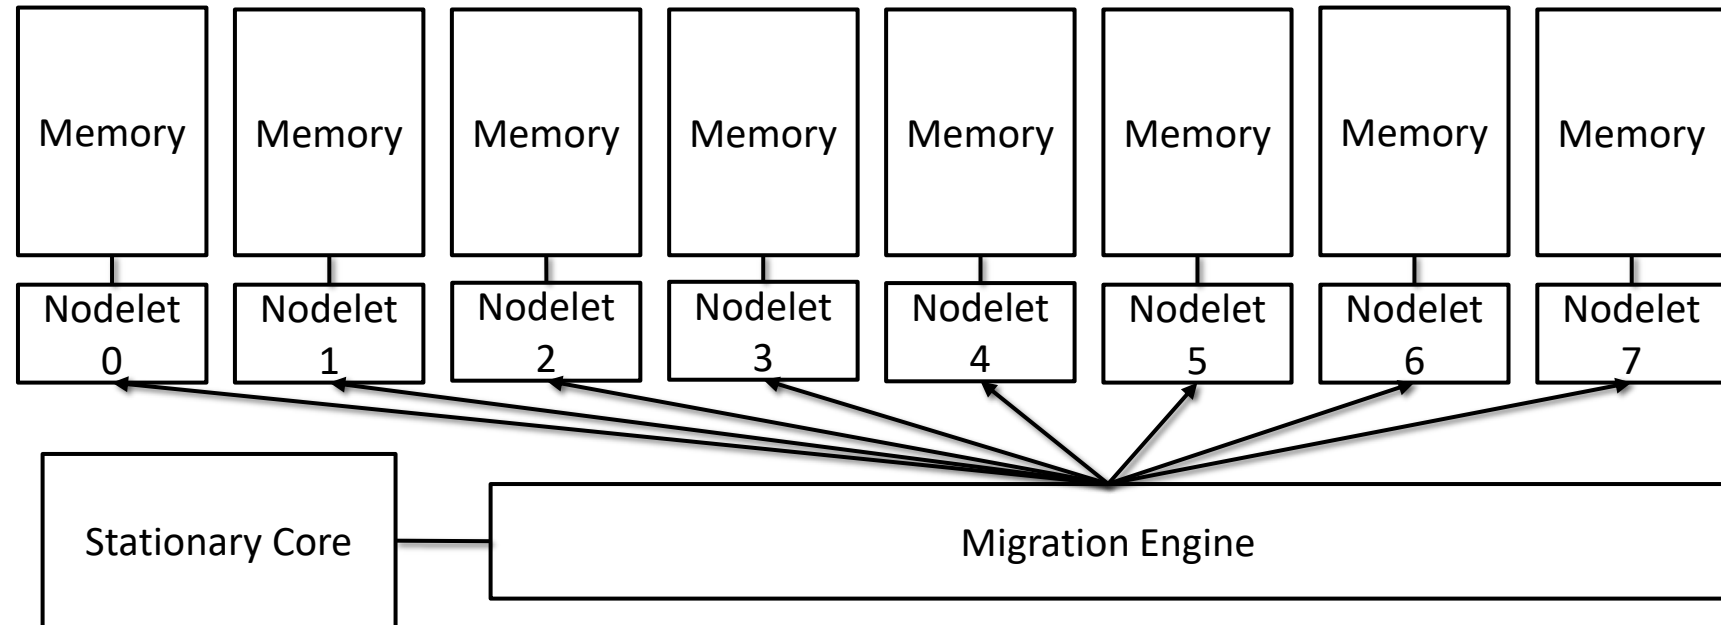 Memory
Memory
Memory
Memory
Memory
Memory
Memory
Memory
Nodelet
0
Nodelet
1
Nodelet
2
Nodelet
3
Nodelet
4
Nodelet
5
Nodelet
6
Nodelet
7
Stationary Core
Migration Engine